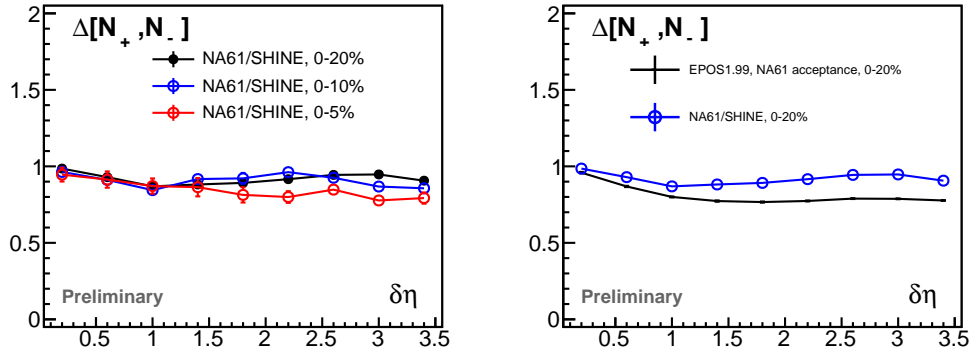 Δ[N+,N-]
NA61/SHINE, 0-20%
NA61/SHINE, 0-10%
NA61/SHINE, 0-5%
2
1.5
1
0.5
0
Preliminary
δη
0.5 1 1.5 2 2.5 3 3.5
Δ[N+,N-]
EPOS1.99, NA61 acceptance, 0-20%
NA61/SHINE, 0-20%
2
1.5
1
0.5
0
Preliminary
δη
0.5 1 1.5 2 2.5 3 3.5